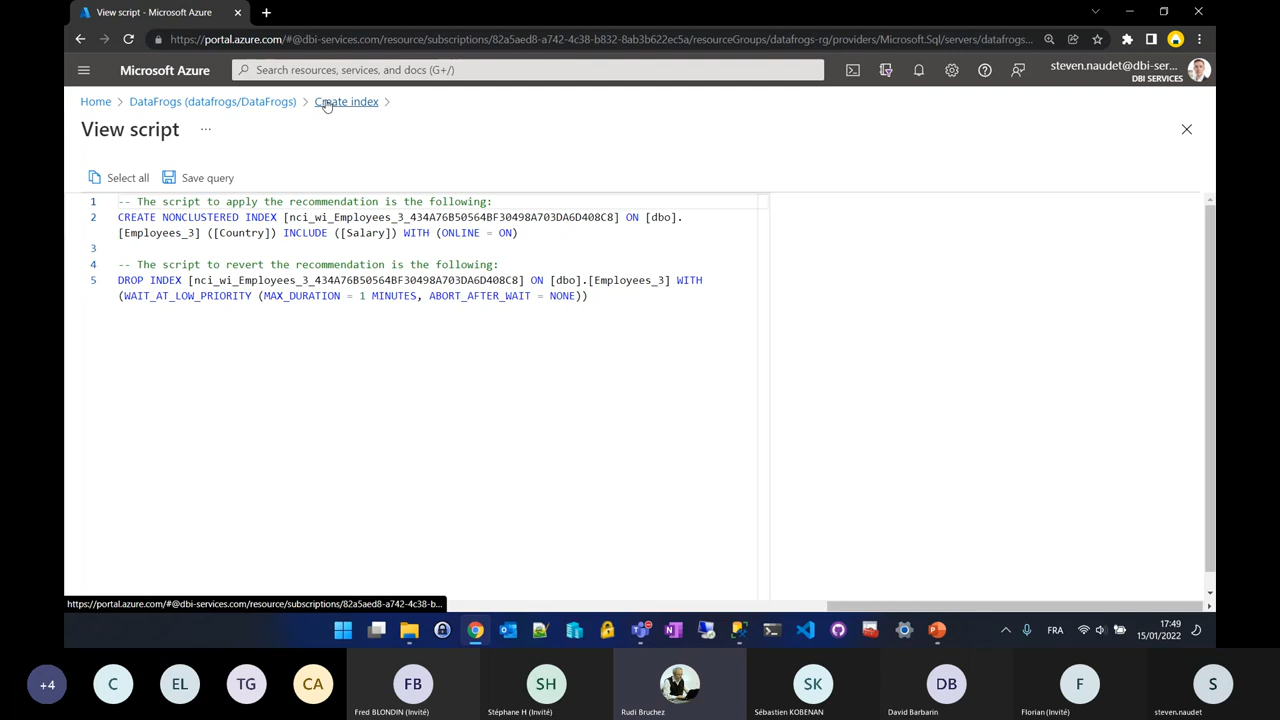 View script - Microsoft Azure
https://portal.azure.com/#@dbi-services.com/resource/subscriptions/82a5aed8-a742-4c38-b832-8ab3b622ec5a/resourceGroups/datafrogs-rg/providers/Microsoft.Sql/servers/datafrogs...
Microsoft Azure
Search resources, services, and docs (G+/)
steven.naudet@dbi-ser...
DBI SERVICES
Home > DataFrogs (datafrogs/DataFrogs) > Create index >
View script ...
Select all
Save query
1 -- The script to apply the recommendation is the following:
2 CREATE NONCLUSTERED INDEX [nci_wi_Employees_3_434A76B50564BF30498A703DA6D408C8] ON [dbo].
[Employees_3] ([Country]) INCLUDE ([Salary]) WITH (ONLINE = ON)
3
4 -- The script to revert the recommendation is the following:
5 DROP INDEX [nci_wi_Employees_3_434A76B50564BF30498A703DA6D408C8] ON [dbo].[Employees_3] WITH
(WAIT_AT_LOW_PRIORITY (MAX_DURATION = 1 MINUTES, ABORT_AFTER_WAIT = NONE))
https://portal.azure.com/#@dbi-services.com/resource/subscriptions/82a5aed8-a742-4c38-b...
FRA
17:49
15/01/2022
+4
C
EL
TG
CA
FB
SH
SK
DB
F
S
Fred BLONDIN (Invité)
Stéphane H (Invité)
Rudi Bruchez
Sébastien KOBENAN
David Barbarin
Florian (Invité)
steven.naudet